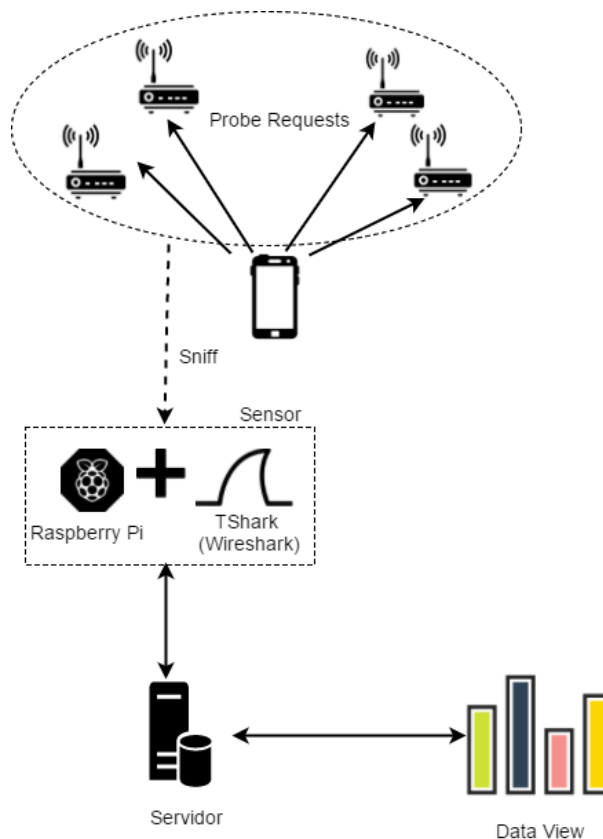 Probe Requests
Sniff
Sensor
Raspberry Pi
TShark
(Wireshark)
Servidor
Data View